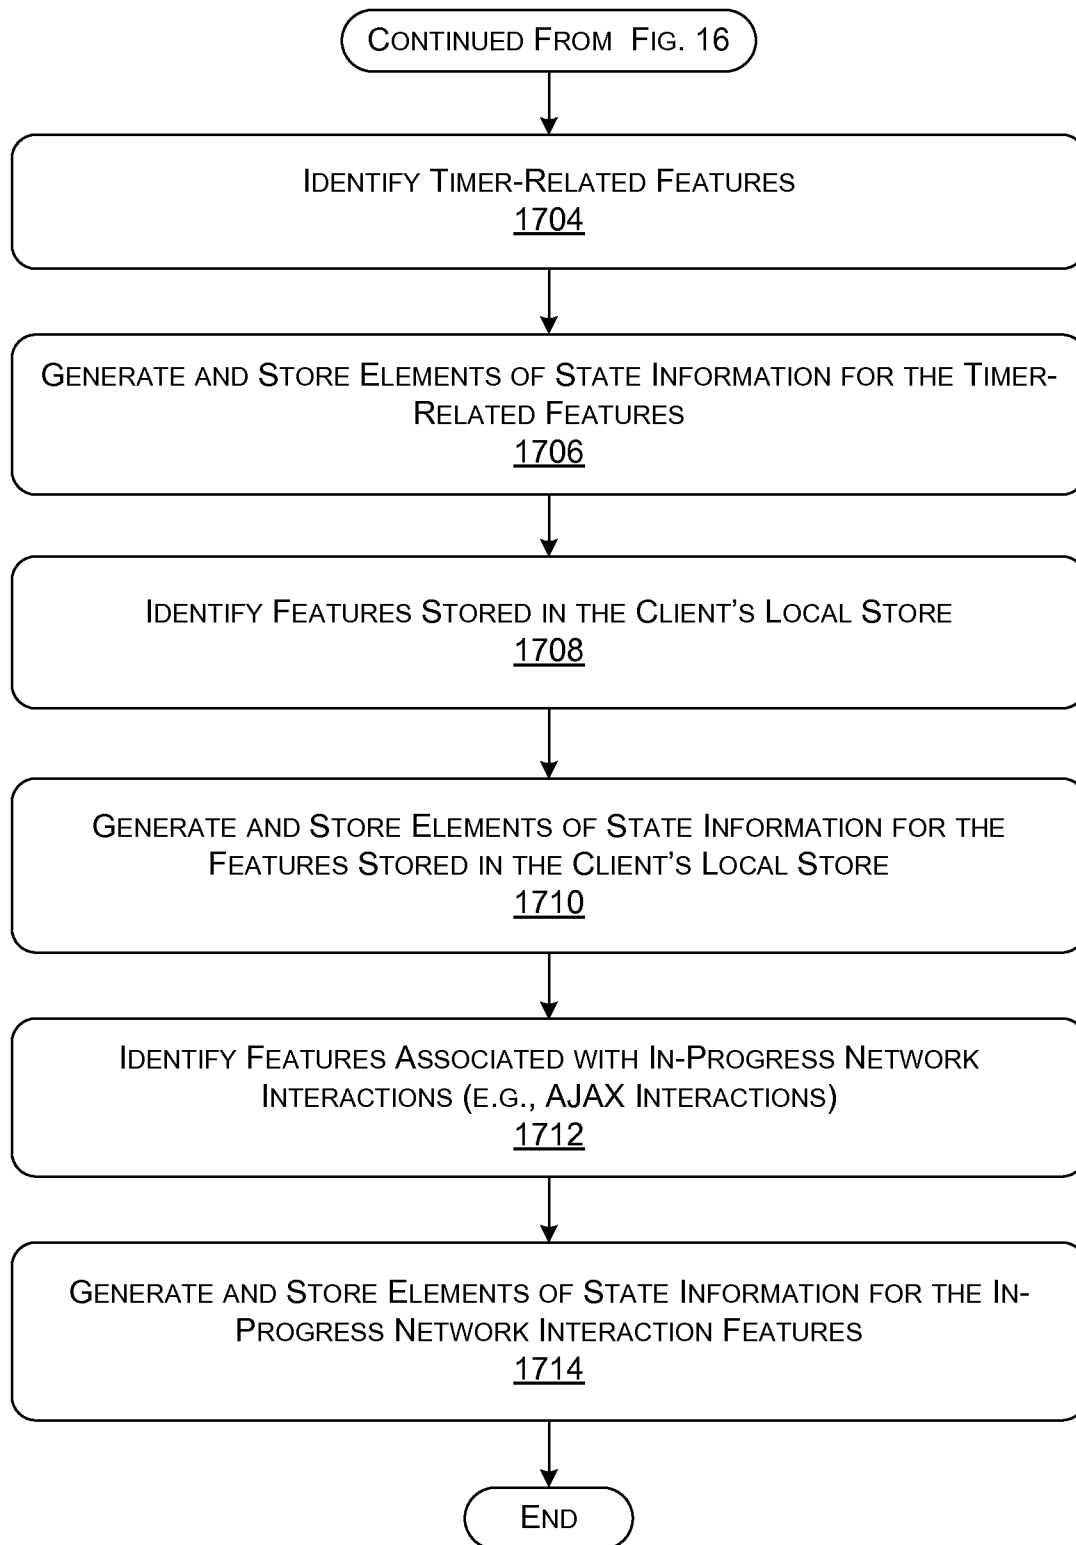 CONTINUED FROM FIG. 16
IDENTIFY TIMER-RELATED FEATURES
1704
GENERATE AND STORE ELEMENTS OF STATE INFORMATION FOR THE TIMER-
RELATED FEATURES
1706
IDENTIFY FEATURES STORED IN THE CLIENT'S LOCAL STORE
1708
GENERATE AND STORE ELEMENTS OF STATE INFORMATION FOR THE
FEATURES STORED IN THE CLIENT'S LOCAL STORE
1710
IDENTIFY FEATURES ASSOCIATED WITH IN-PROGRESS NETWORK
INTERACTIONS (E.G., AJAX INTERACTIONS)
1712
GENERATE AND STORE ELEMENTS OF STATE INFORMATION FOR THE IN-
PROGRESS NETWORK INTERACTION FEATURES
1714
END